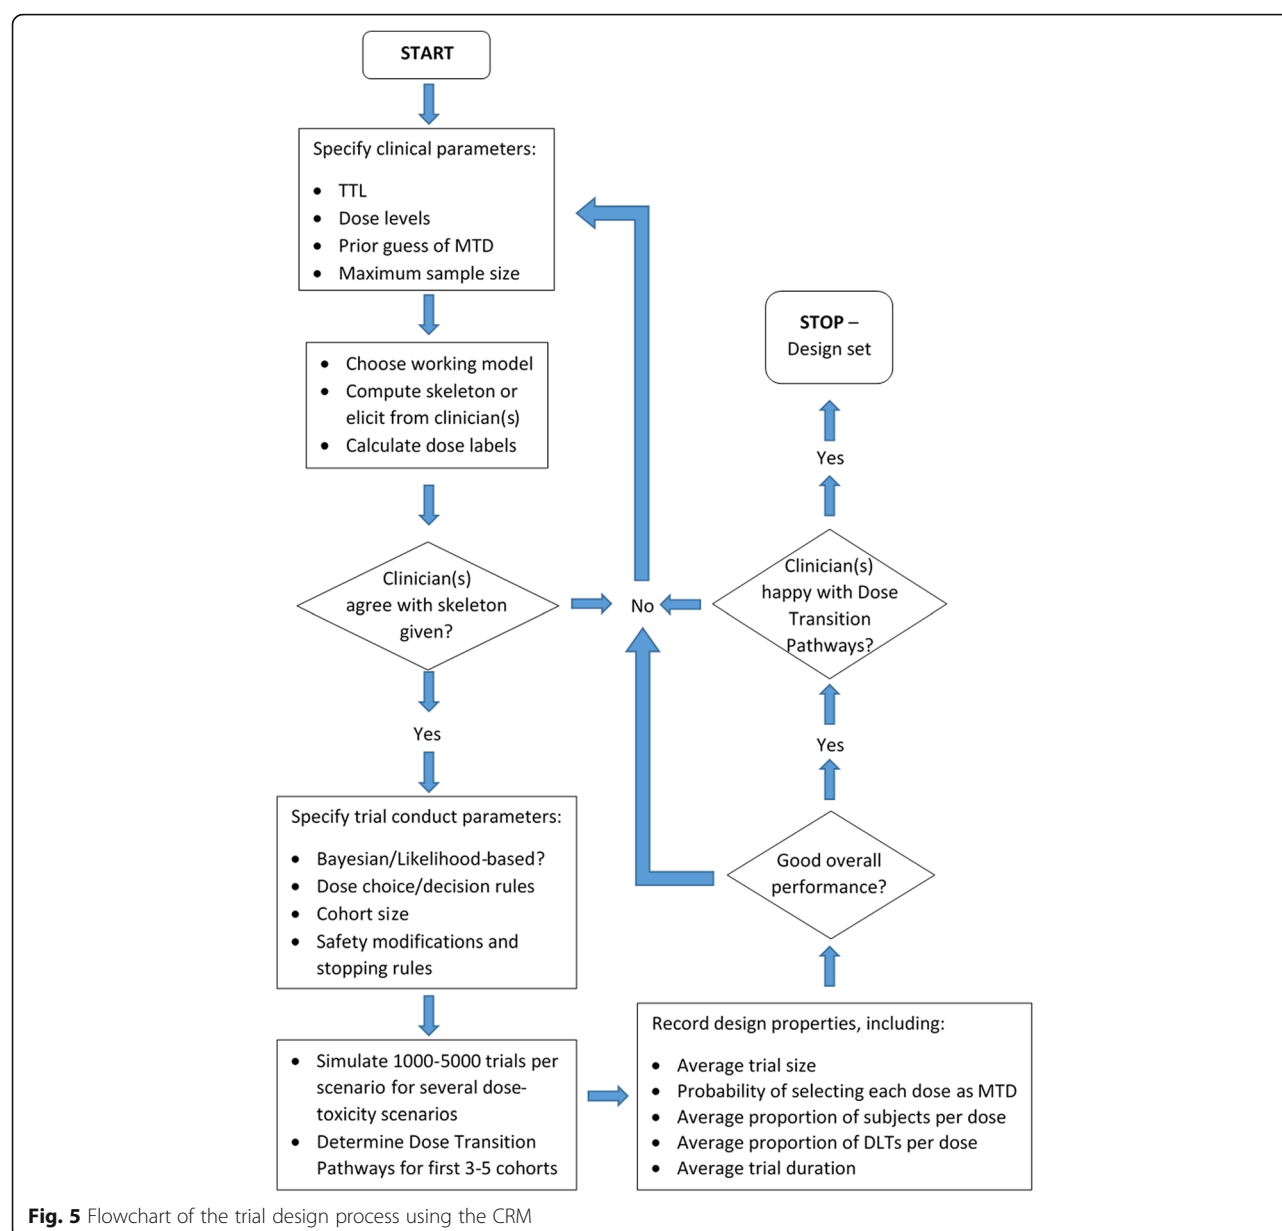 START
Specify clinical parameters:
• TTL
• Dose levels
• Prior guess of MTD
• Maximum sample size
• Choose working model
• Compute skeleton or
elicit from clinician(s)
• Calculate dose labels
Clinician(s)
agree with skeleton
given?
No
Yes
Specify trial conduct parameters:
• Bayesian/Likelihood-based?
• Dose choice/decision rules
• Cohort size
• Safety modifications and
stopping rules
• Simulate 1000-5000 trials per
scenario for several dose-
toxicity scenarios
• Determine Dose Transition
Pathways for first 3-5 cohorts
Record design properties, including:
• Average trial size
• Probability of selecting each dose as MTD
• Average proportion of subjects per dose
• Average proportion of DLTs per dose
• Average trial duration
Good overall
performance?
Yes
Clinician(s)
happy with Dose
Transition
Pathways?
Yes
STOP –
Design set
Fig. 5 Flowchart of the trial design process using the CRM